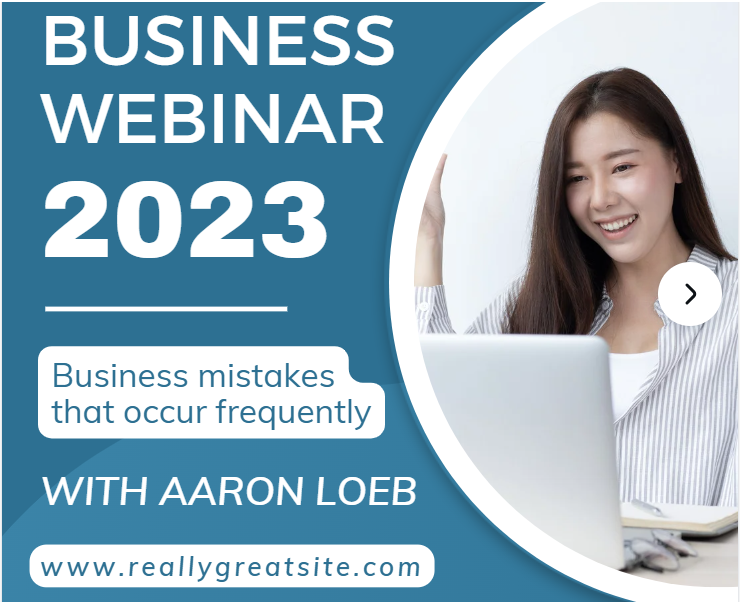 BUSINESS
WEBINAR
2023
Business mistakes
that occur frequently
WITH AARON LOEB
www.reallygreatsite.com